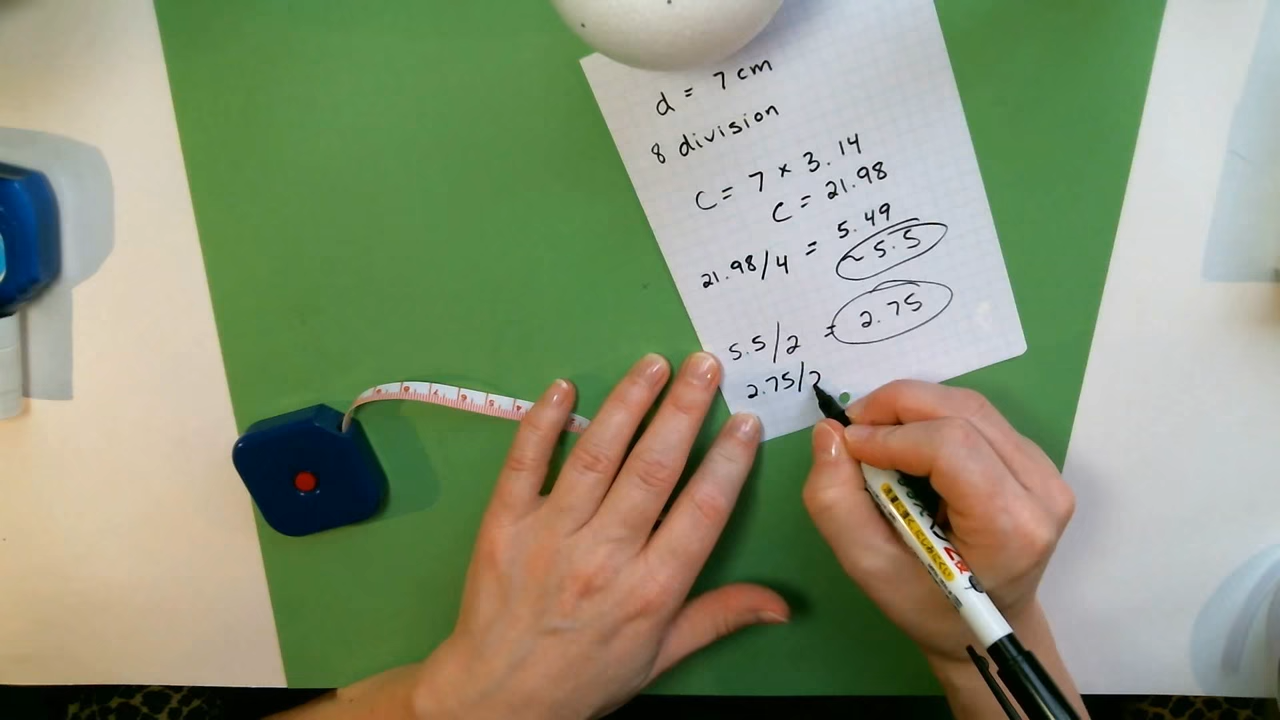 d = 7 cm
8 division
C = 7 × 3.14
C = 21.98
21.98/4 = 5.49
~5.5
5.5/2 = 2.75
2.75/2